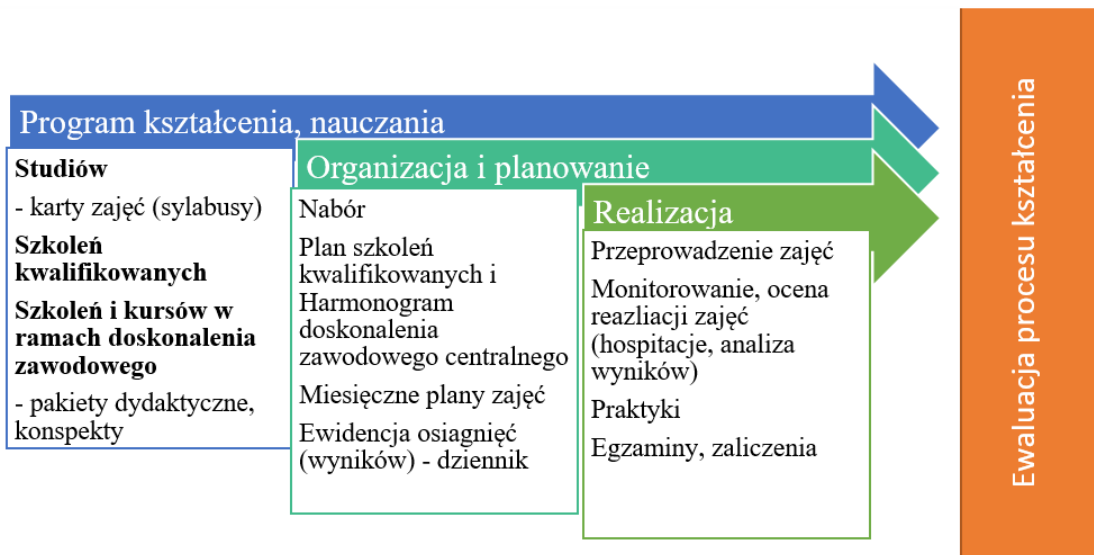 Program kształcenia, nauczania
Studiów
- karty zajęć (sylabusy)
Szkoleń
kwalifikowanych
Szkoleń i kursów w
ramach doskonalenia
zawodowego
- pakiety dydaktyczne,
konspekty
Organizacja i planowanie
Nabór
Plan szkoleń
kwalifikowanych i
Harmonogram
doskonalenia
zawodowego centralnego
Miesięczne plany zajęć
Ewidencja osiagnięć
(wyników) - dziennik
Realizacja
Przeprowadzenie zajęć
Monitorowanie, ocena
reazliacji zajęć
(hospitacje, analiza
wyników)
Praktyki
Egzaminy, zaliczenia
Ewaluacja procesu kształcenia